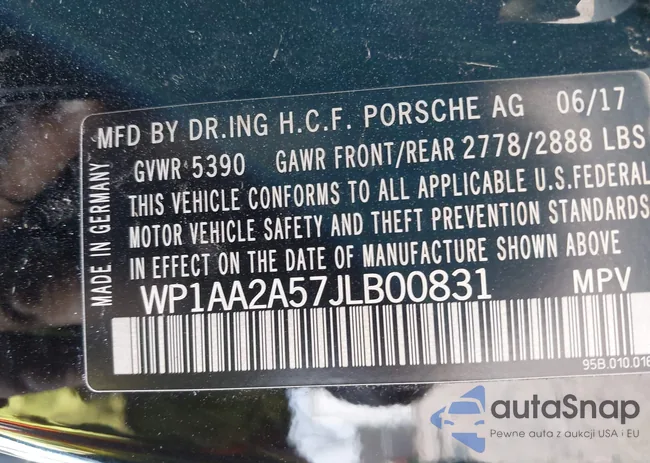 MFD BY DR.ING H.C.F. PORSCHE AG 06/17
GVWR 5390 GAWR FRONT/REAR 2778/2888 LBS
THIS VEHICLE CONFORMS TO ALL APPLICABLE U.S.FEDERAL
MOTOR VEHICLE SAFETY AND THEFT PREVENTION STANDARDS
IN EFFECT ON THE DATE OF MANUFACTURE SHOWN ABOVE
WP1AA2A57JLB00831 MPV
MADE IN GERMANY
95B.010.016
autaSnap
Pewne auta z aukcji USA i EU